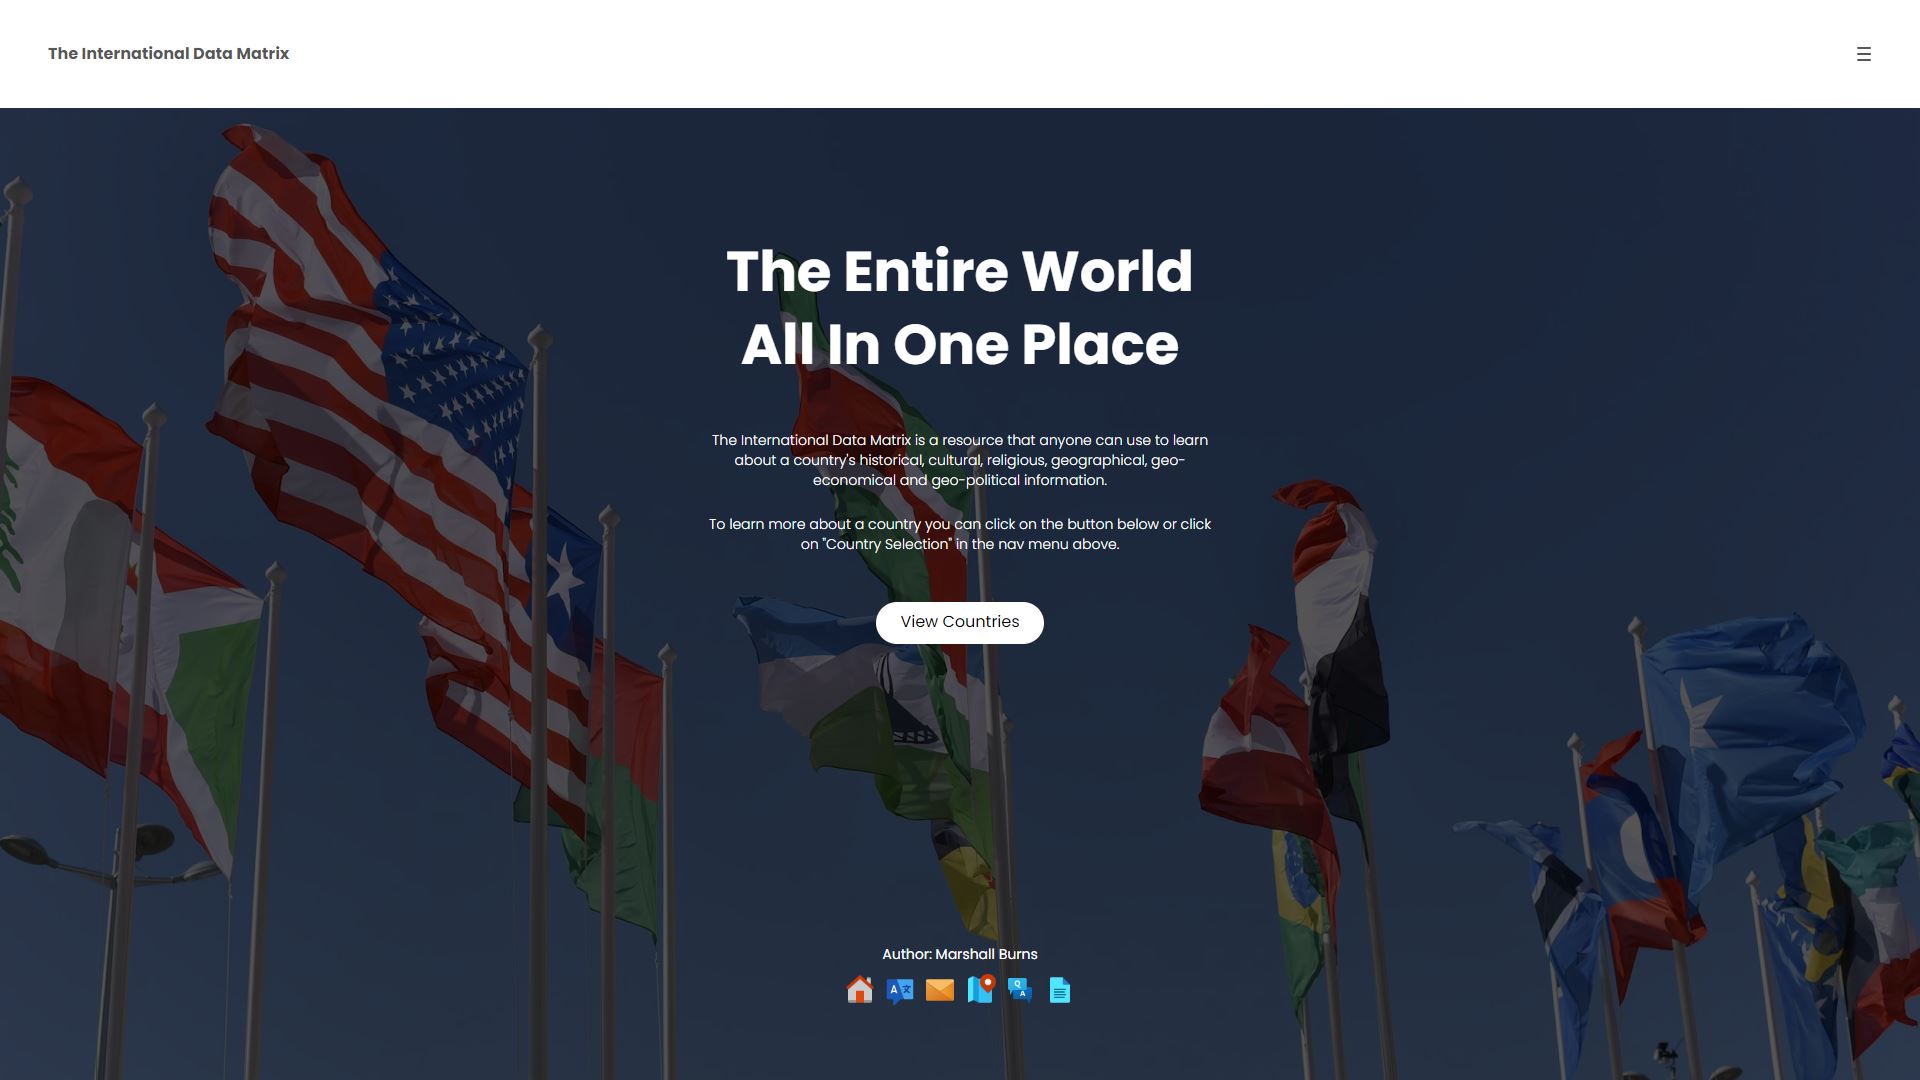 The International Data Matrix
The Entire World
All In One Place
The International Data Matrix is a resource that anyone can use to learn
about a country's historical, cultural, religious, geographical, geo-
economical and geo-political information.
To learn more about a country you can click on the button below or click
on "Country Selection" in the nav menu above.
View Countries
Author: Marshall Burns
A 文
Q
A